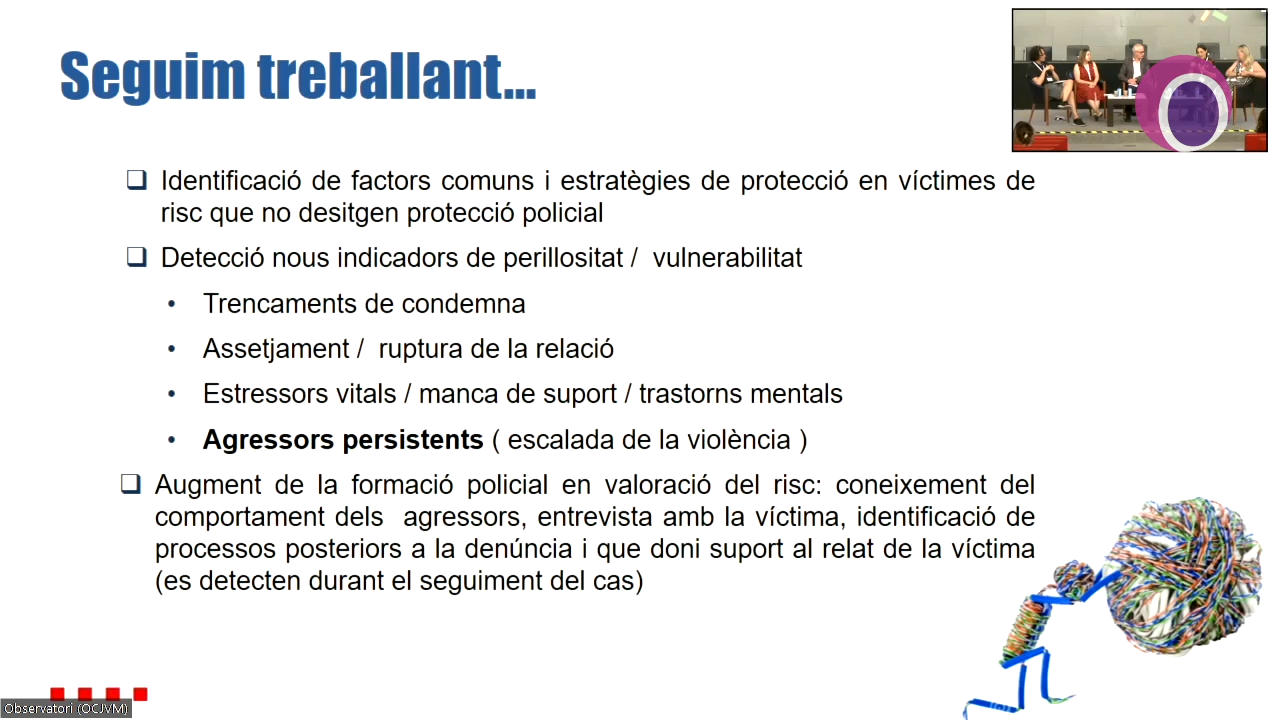 Seguim treballant...
Identificació de factors comuns i estratègies de protecció en víctimes de
risc que no desitgen protecció policial
Detecció nous indicadors de perillositat / vulnerabilitat
Trencaments de condemna
Assetjament / ruptura de la relació
Estressors vitals / manca de suport / trastorns mentals
Agressors persistents ( escalada de la violència )
Augment de la formació policial en valoració del risc: coneixement del
comportament dels agressors, entrevista amb la víctima, identificació de
processos posteriors a la denúncia i que doni suport al relat de la víctima
(es detecten durant el seguiment del cas)
Observatori (OCJVM)